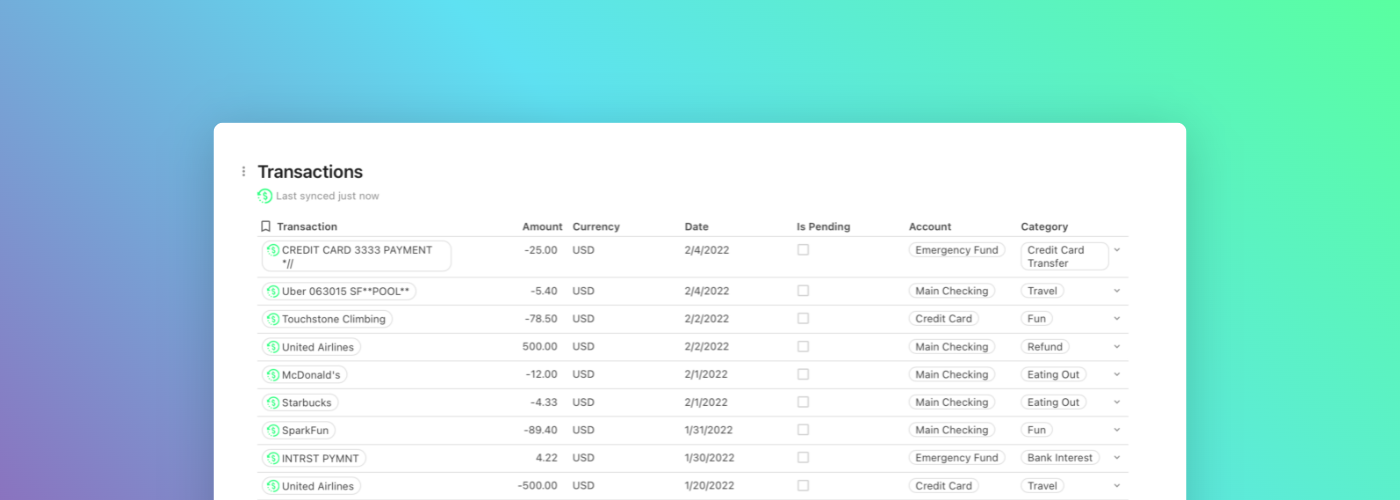 Transactions
Last synced just now
Transaction Amount Currency Date Is Pending Account Category
CREDIT CARD 3333 PAYMENT -25.00 USD 2/4/2022 Emergency Fund Credit Card
*// Transfer
Uber 063015 SF**POOL** -5.40 USD 2/4/2022 Main Checking Travel
Touchstone Climbing -78.50 USD 2/2/2022 Credit Card Fun
United Airlines 500.00 USD 2/2/2022 Main Checking Refund
McDonald's -12.00 USD 2/1/2022 Main Checking Eating Out
Starbucks -4.33 USD 2/1/2022 Main Checking Eating Out
SparkFun -89.40 USD 1/31/2022 Main Checking Fun
INTRST PYMNT 4.22 USD 1/30/2022 Emergency Fund Bank Interest
United Airlines -500.00 USD 1/20/2022 Credit Card Travel